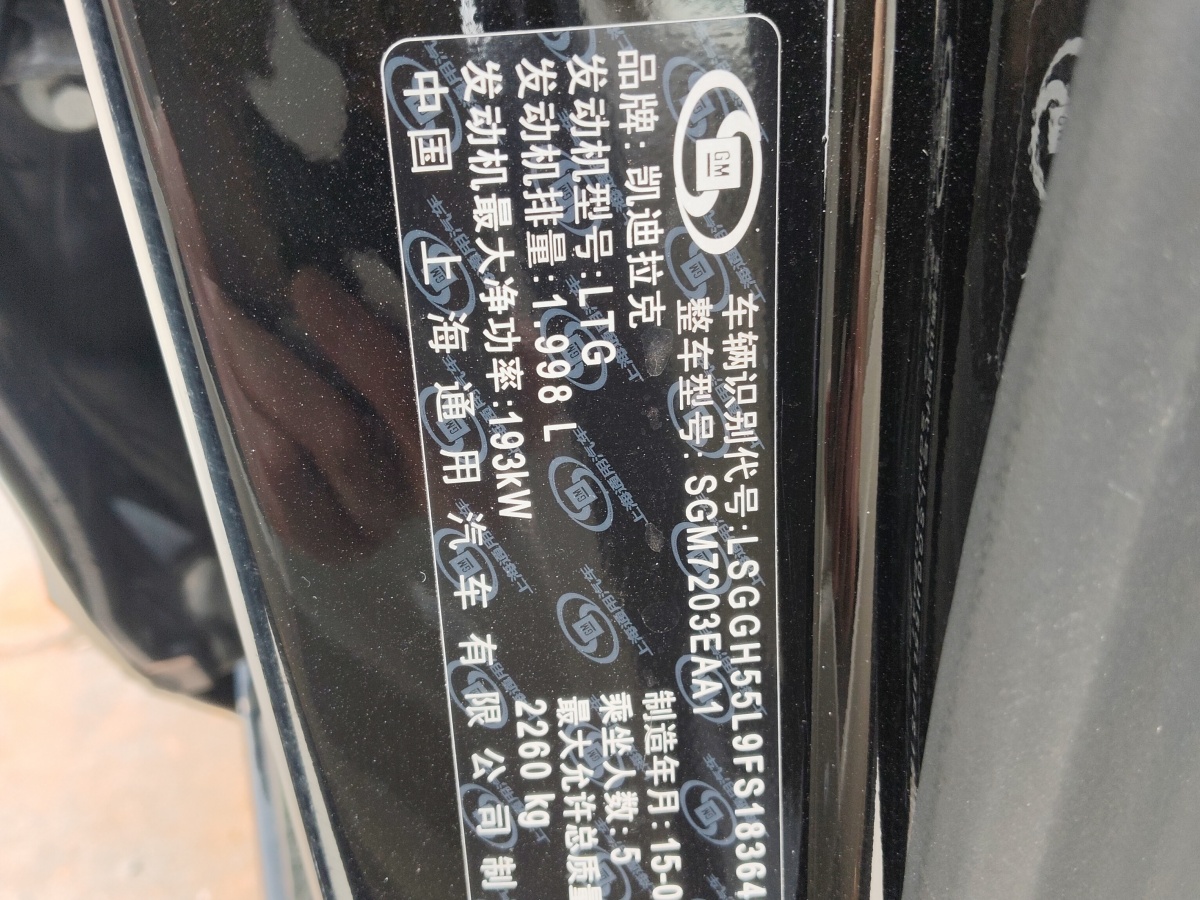 GM
车辆识别代号:LSGGH55L9FS18364
整车型号: SGM7203EAA1
品牌: 凯迪拉克
制造年月: 15-0
发动机型号:LTG
乘坐人数: 5
发动机排量:1.998 L
最大允许总质量
发动机最大净功率:193kW
2260 kg
中国 上海通用汽车有限公司制